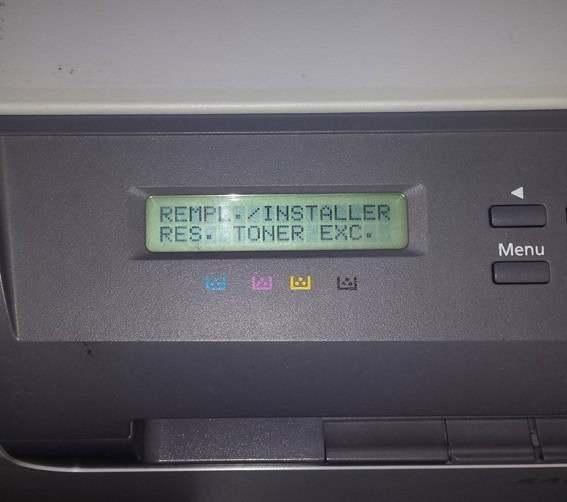 REMPL./INSTALLER
RES. TONER EXC.
Menu